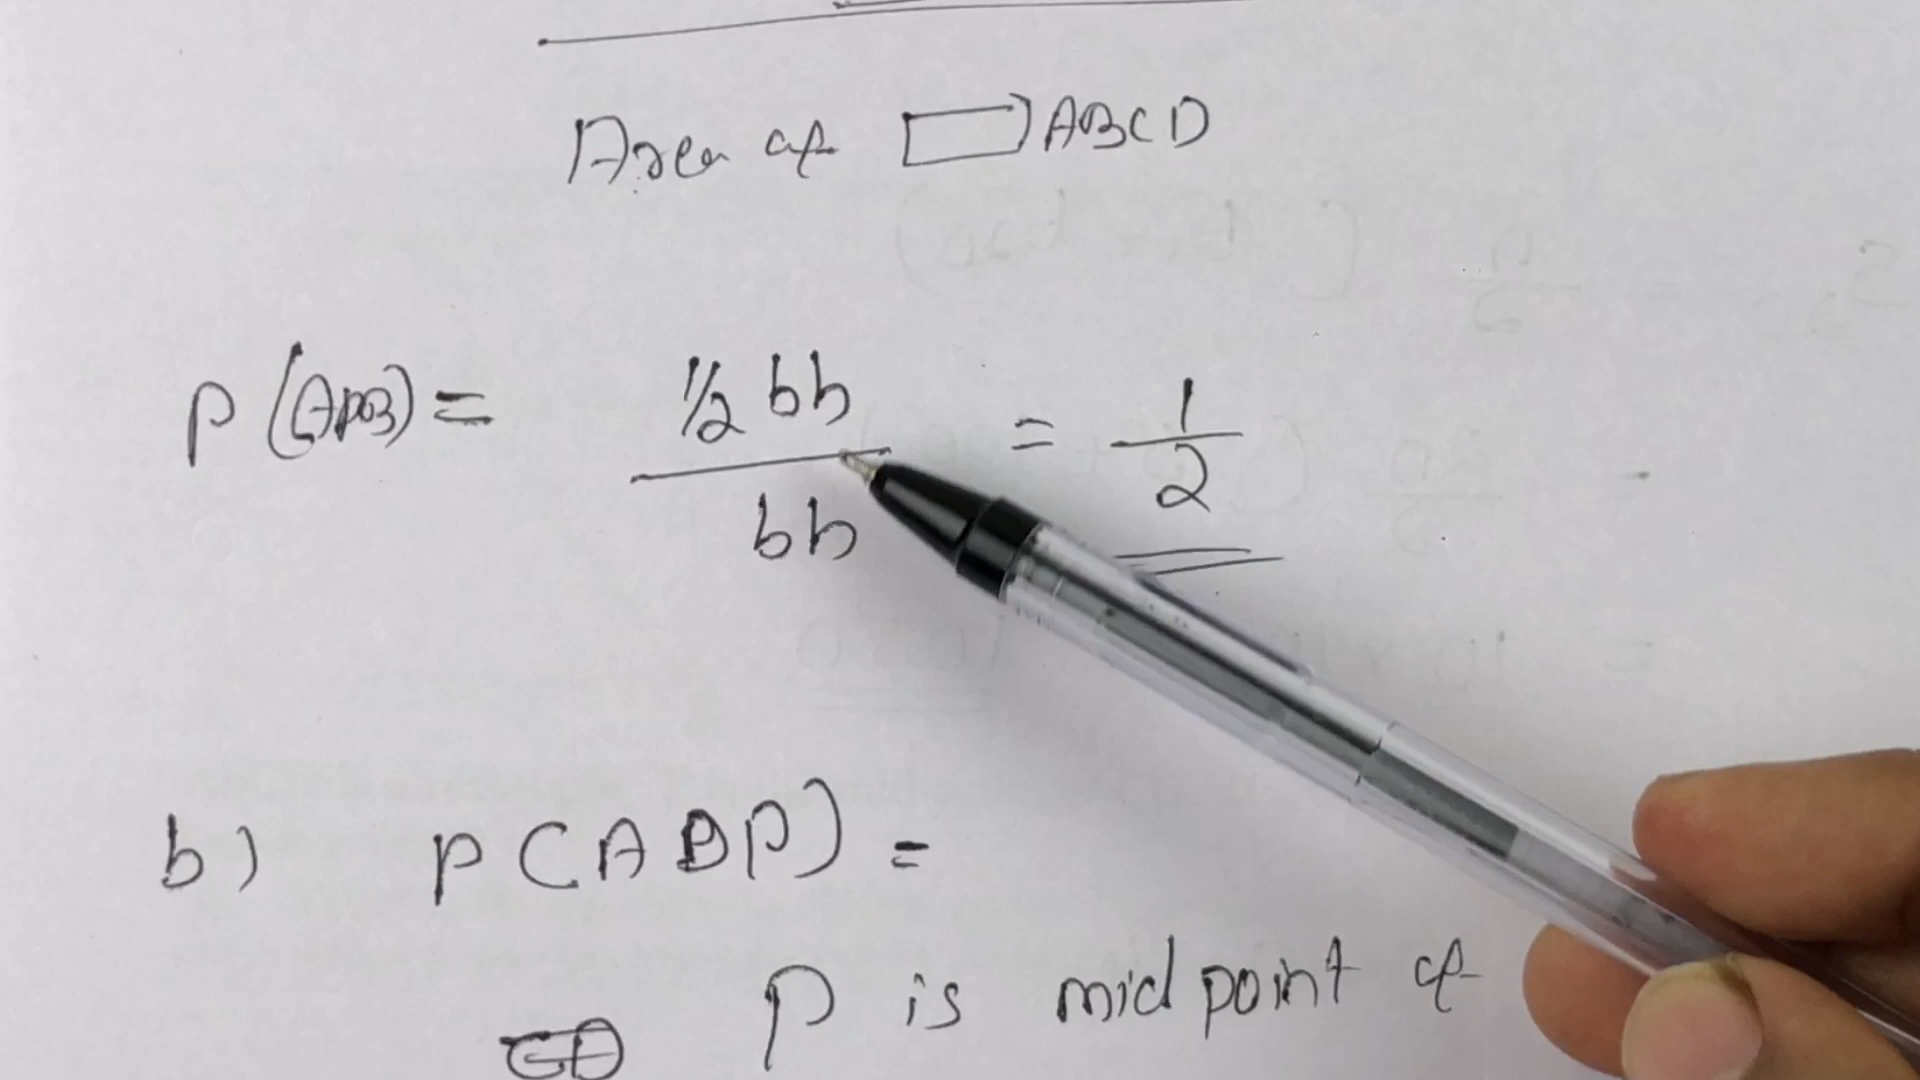 Area of ABCD
P (APB) = 1/2 bh / bh = 1/2
b) P(ADP) =
P is midpoint of